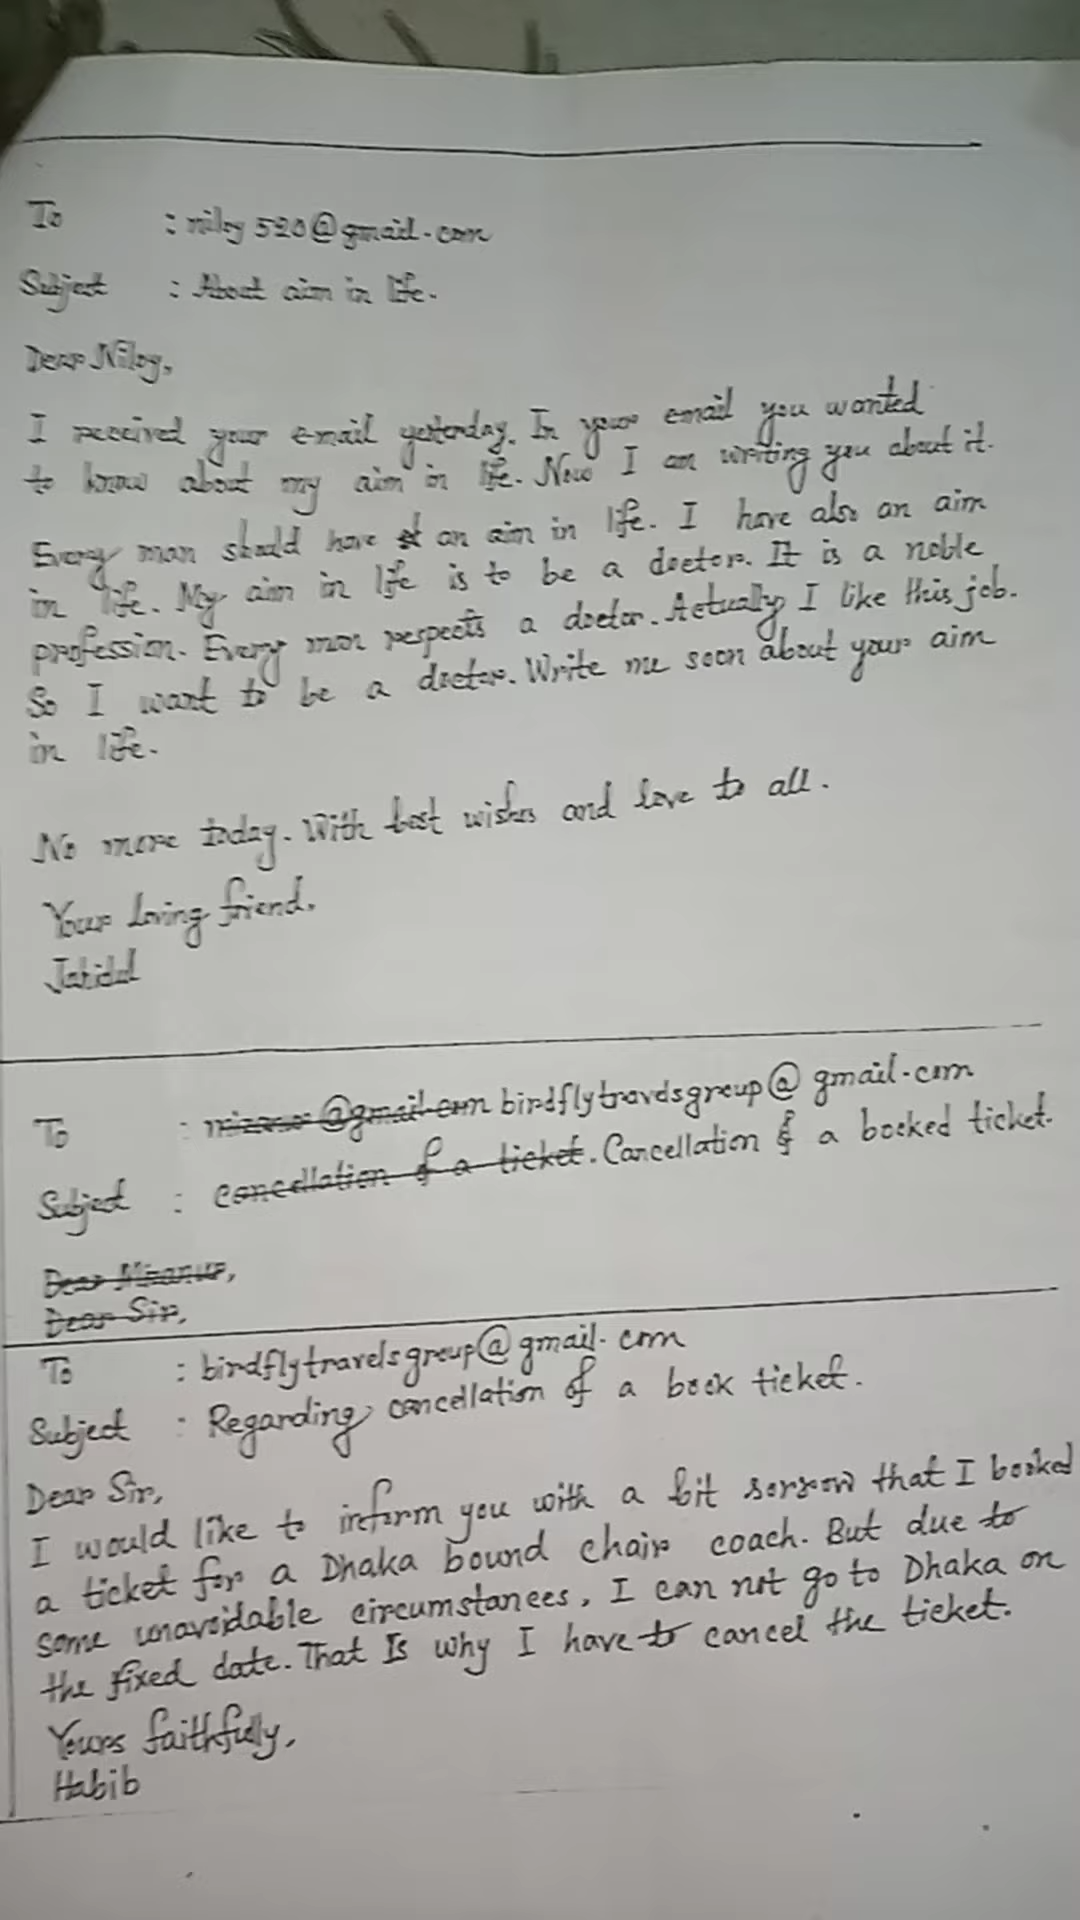 To : niloy520@gmail.com
Subject : About aim in life.
Dear Niloy,
I received your email yesterday. In your email you wanted
to know about my aim in life. Now I am writing you about it.
Every man should have an aim in life. I have also an aim
in life. My aim in life is to be a doctor. It is a noble
profession. Every man respects a doctor. Actually I like this job.
So I want to be a doctor. Write me soon about your aim
in life.
No more today. With best wishes and love to all.
Your loving friend,
Jahidul
To : @gmail.com birdflytravelsgroup@gmail.com
Subject : cancellation of a ticket. Cancellation of a booked ticket.
Dear
Dear Sir,
To : birdflytravelsgroup@gmail.com
Subject : Regarding cancellation of a book ticket.
Dear Sir,
I would like to inform you with a bit sorrow that I booked
a ticket for a Dhaka bound chair coach. But due to
some unavoidable circumstances, I can not go to Dhaka on
the fixed date. That Is why I have to cancel the ticket.
Yours faithfully,
Habib